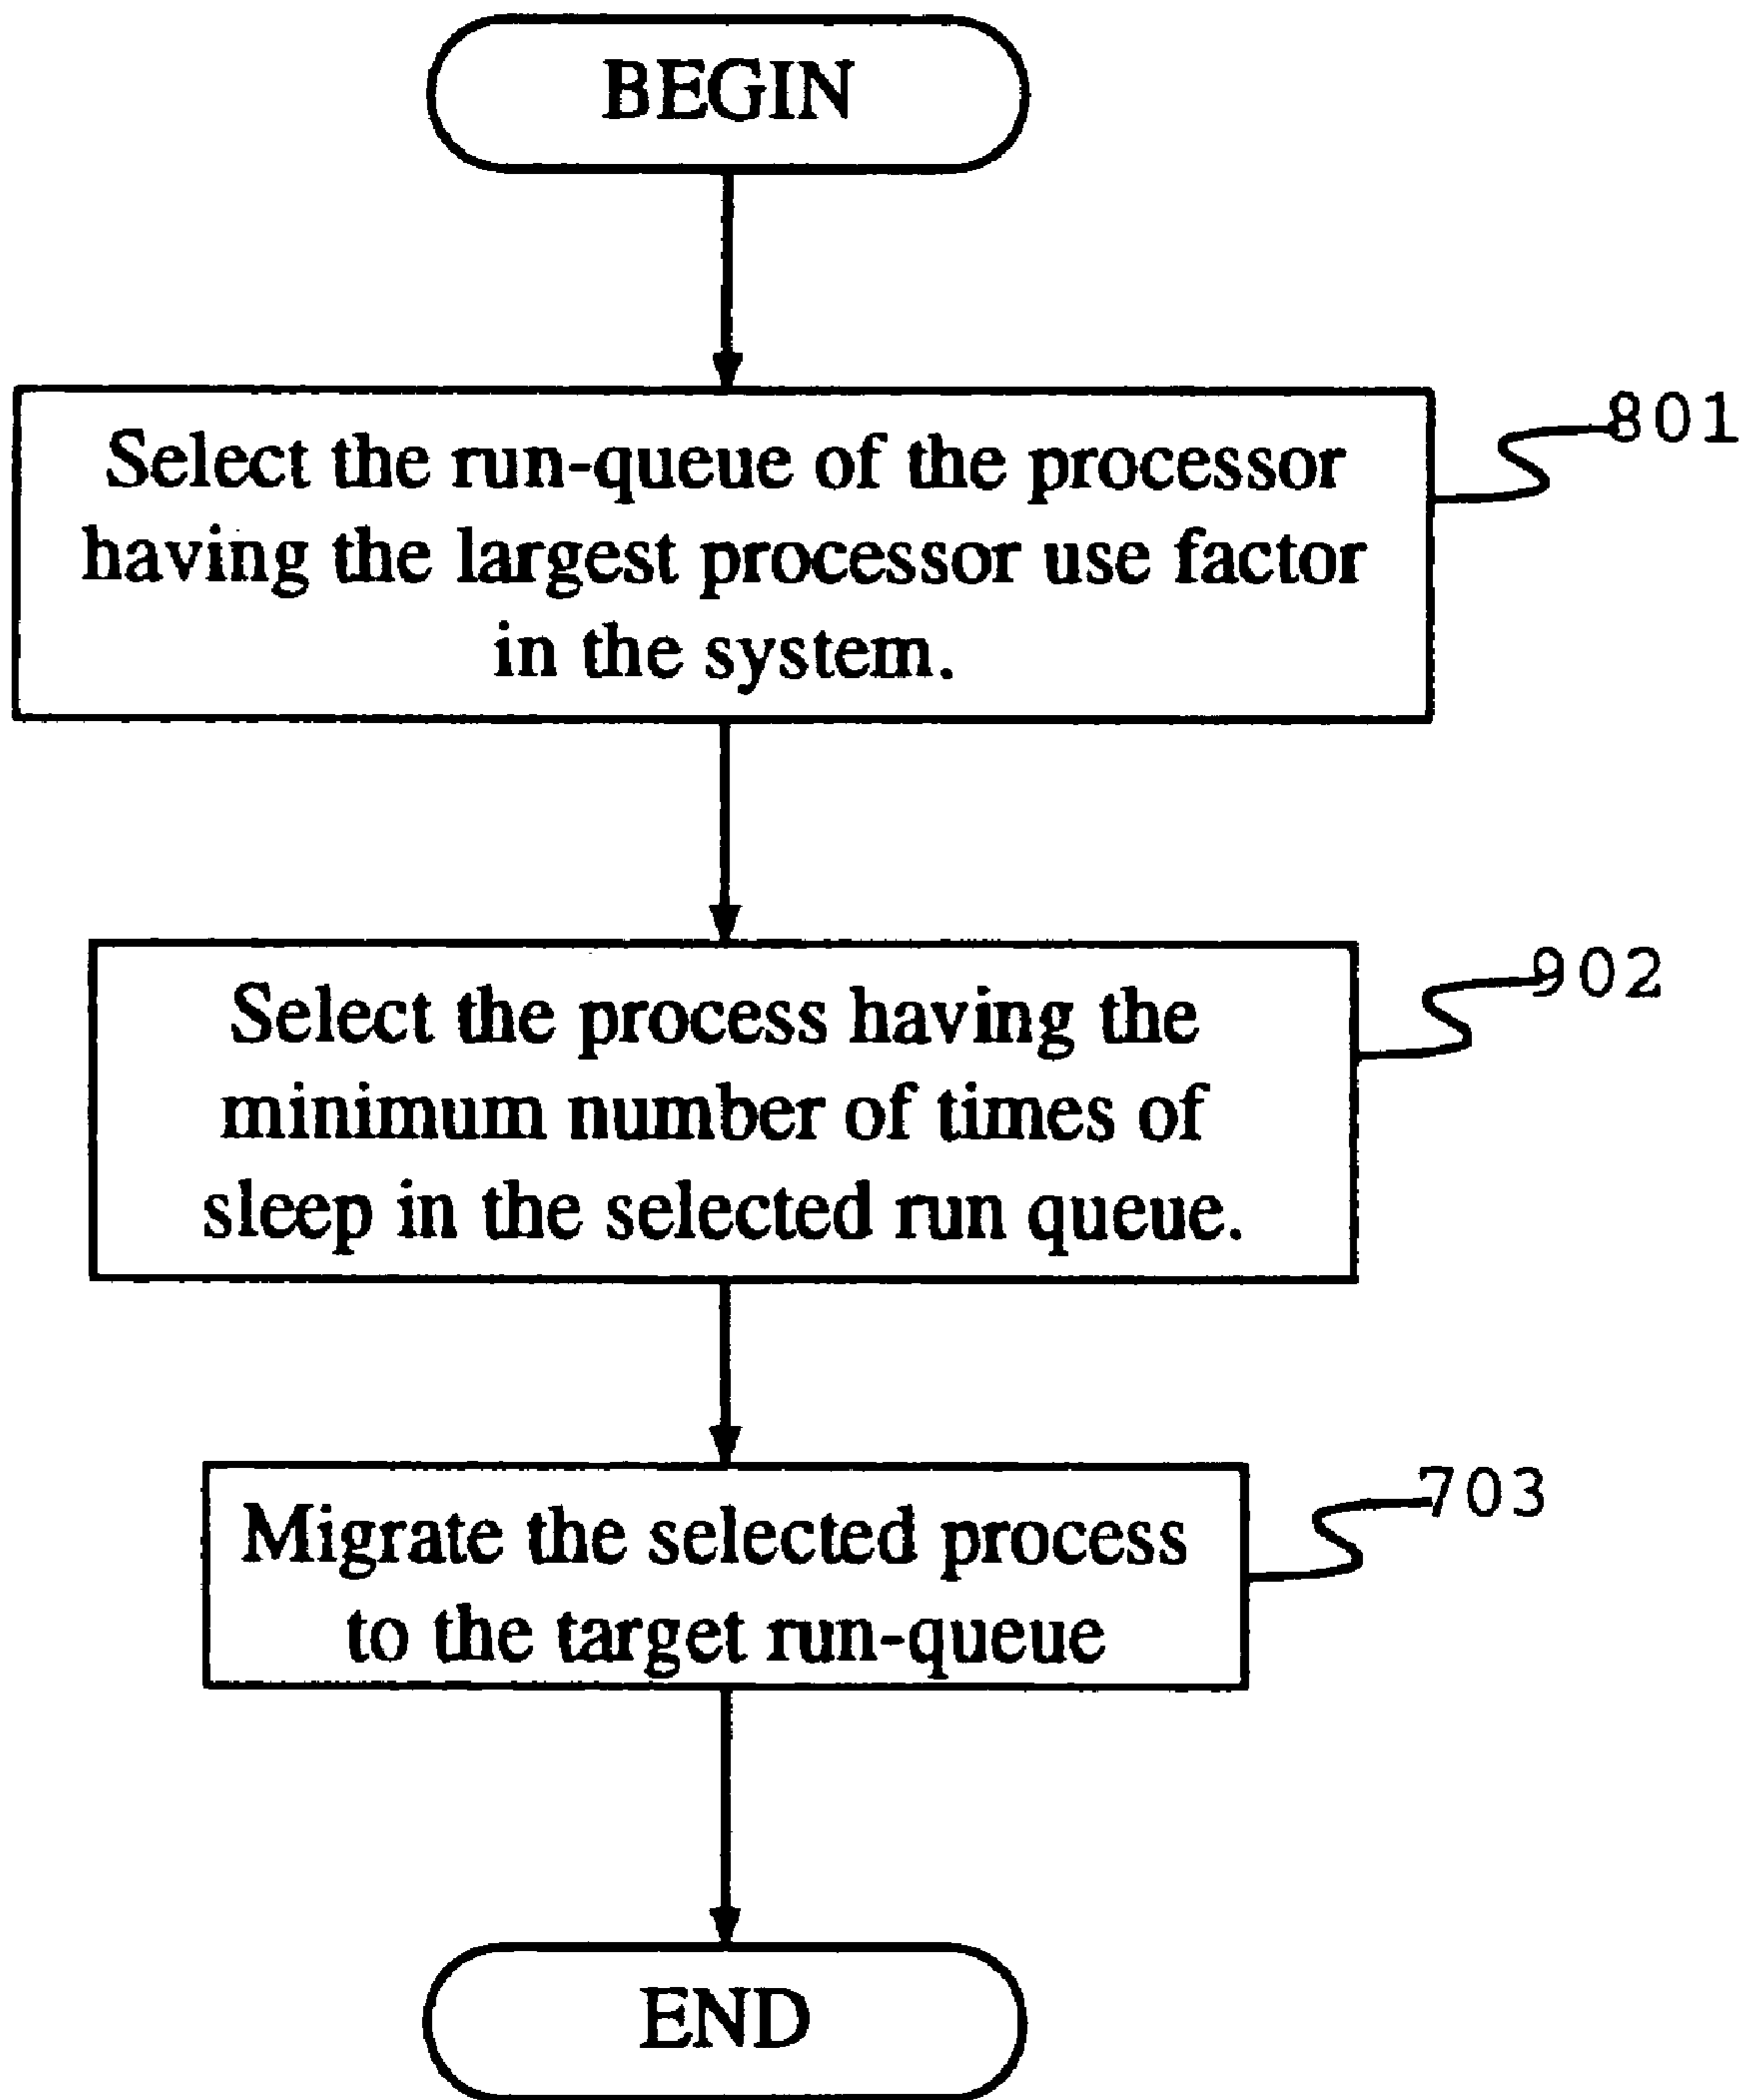 BEGIN
801
Select the run-queue of the processor
having the largest processor use factor
in the system.
902
Select the process having the
minimum number of times of
sleep in the selected run queue.
703
Migrate the selected process
to the target run-queue
END